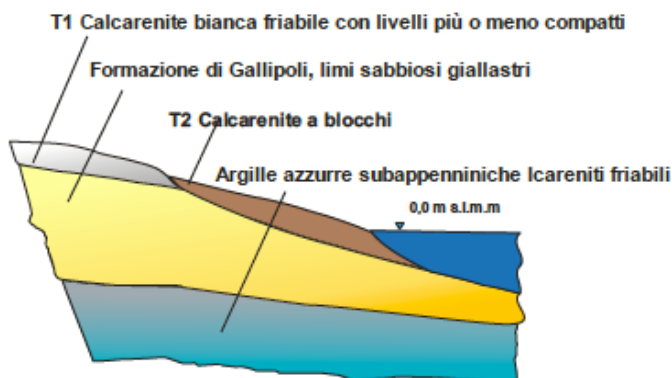 T1 Calcarenite bianca friabile con livelli più o meno compatti
Formazione di Gallipoli, limi sabbiosi giallastri
T2 Calcarenite a blocchi
Argille azzurre subappenniniche lcareniti friabili
0,0 m s.l.m.m